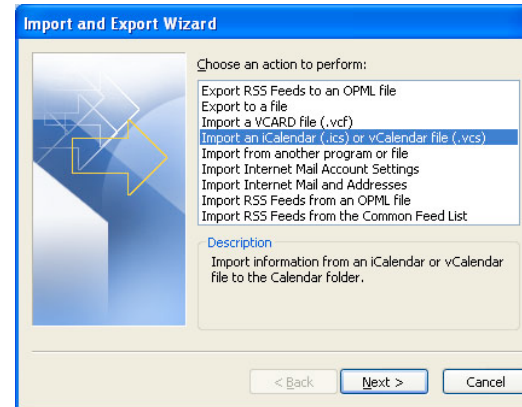 Import and Export Wizard
Choose an action to perform:
Export RSS Feeds to an OPML file
Export to a file
Import a VCARD file (.vcf)
Import an iCalendar (.ics) or vCalendar file (.vcs)
Import from another program or file
Import Internet Mail Account Settings
Import Internet Mail and Addresses
Import RSS Feeds from an OPML file
Import RSS Feeds from the Common Feed List
Description
Import information from an iCalendar or vCalendar
file to the Calendar folder.
< Back Next > Cancel